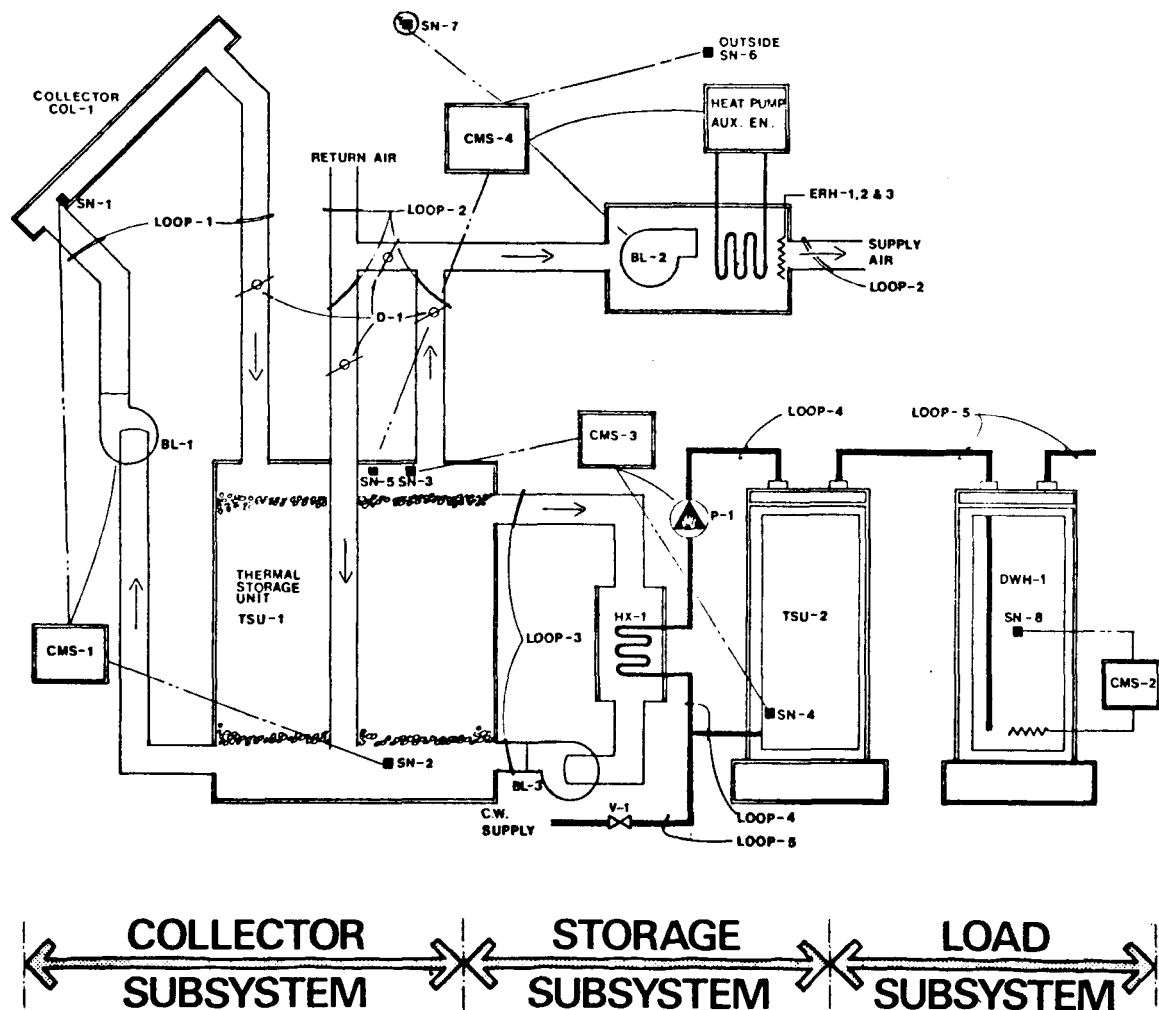 SN-7
OUTSIDE
SN-6
COLLECTOR
COL-1
HEAT PUMP
AUX. EN.
CMS-4
RETURN AIR
ERH-1,2 & 3
SN-1
LOOP-1
LOOP-2
BL-2
SUPPLY
AIR
LOOP-2
D-1
LOOP-4
LOOP-5
CMS-3
BL-1
SN-5
SN-3
P-1
THERMAL
STORAGE
UNIT
TSU-1
HX-1
TSU-2
DWH-1
SN-8
CMS-1
LOOP-3
CMS-2
SN-4
SN-2
BL-3
C.W.
SUPPLY
V-1
LOOP-4
LOOP-5
COLLECTOR
SUBSYSTEM
STORAGE
SUBSYSTEM
LOAD
SUBSYSTEM